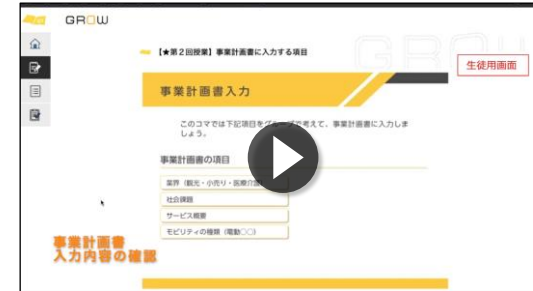 GROW
【★第2回授業】事業計画書に入力する項目
生徒用画面
事業計画書入力
このコマでは下記項目をグループで考えて、事業計画書に入力しま
しょう。
事業計画書の項目
業界（観光・小売り・医療介護
社会課題
サービス概要
モビリティの種類（電動〇〇）
事業計画書
入力内容の確認